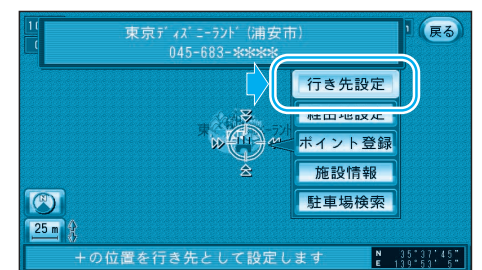 東京ディズニーランド(浦安市)
戻る
045-683-****
行き先設定
経由地設定
ポイント登録
施設情報
駐車場検索
25m
+の位置を行き先として設定します
N 35°37'45"
E 139°53' 5"